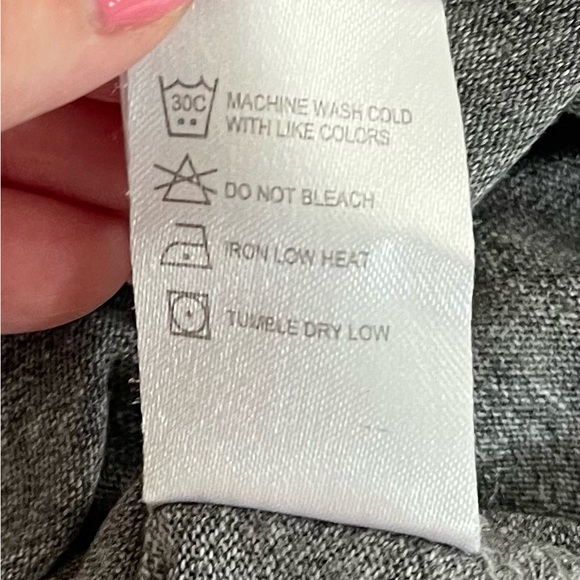 30C MACHINE WASH COLD
WITH LIKE COLORS
DO NOT BLEACH
IRON LOW HEAT
TUMBLE DRY LOW